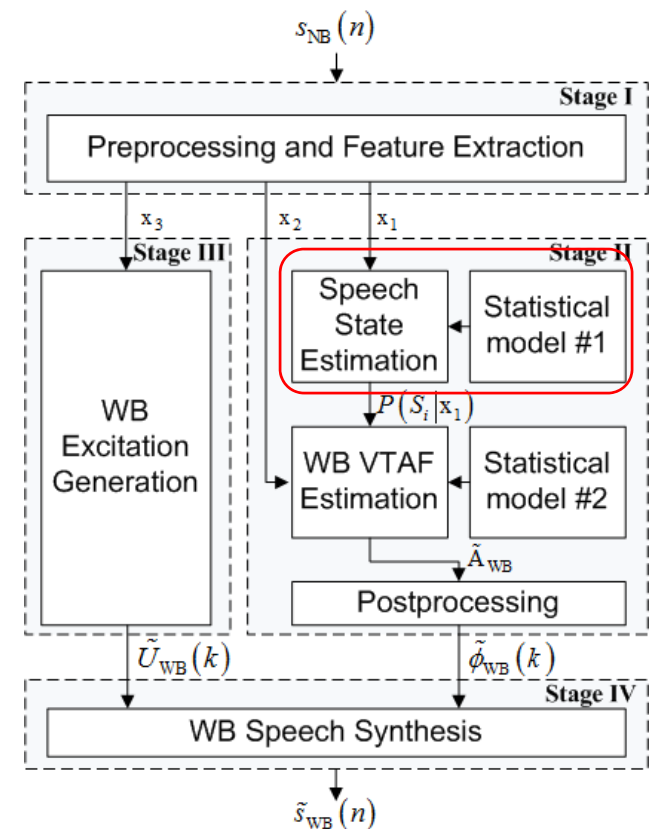 s_NB(n)
Stage I
Preprocessing and Feature Extraction
x_3
x_2
x_1
Stage III
Stage II
Speech
State
Estimation
Statistical
model #1
P(S_i|x_1)
WB
Excitation
Generation
WB VTAF
Estimation
Statistical
model #2
Ã_WB
Postprocessing
Ũ_WB(k)
ϕ̃_WB(k)
Stage IV
WB Speech Synthesis
s̃_WB(n)